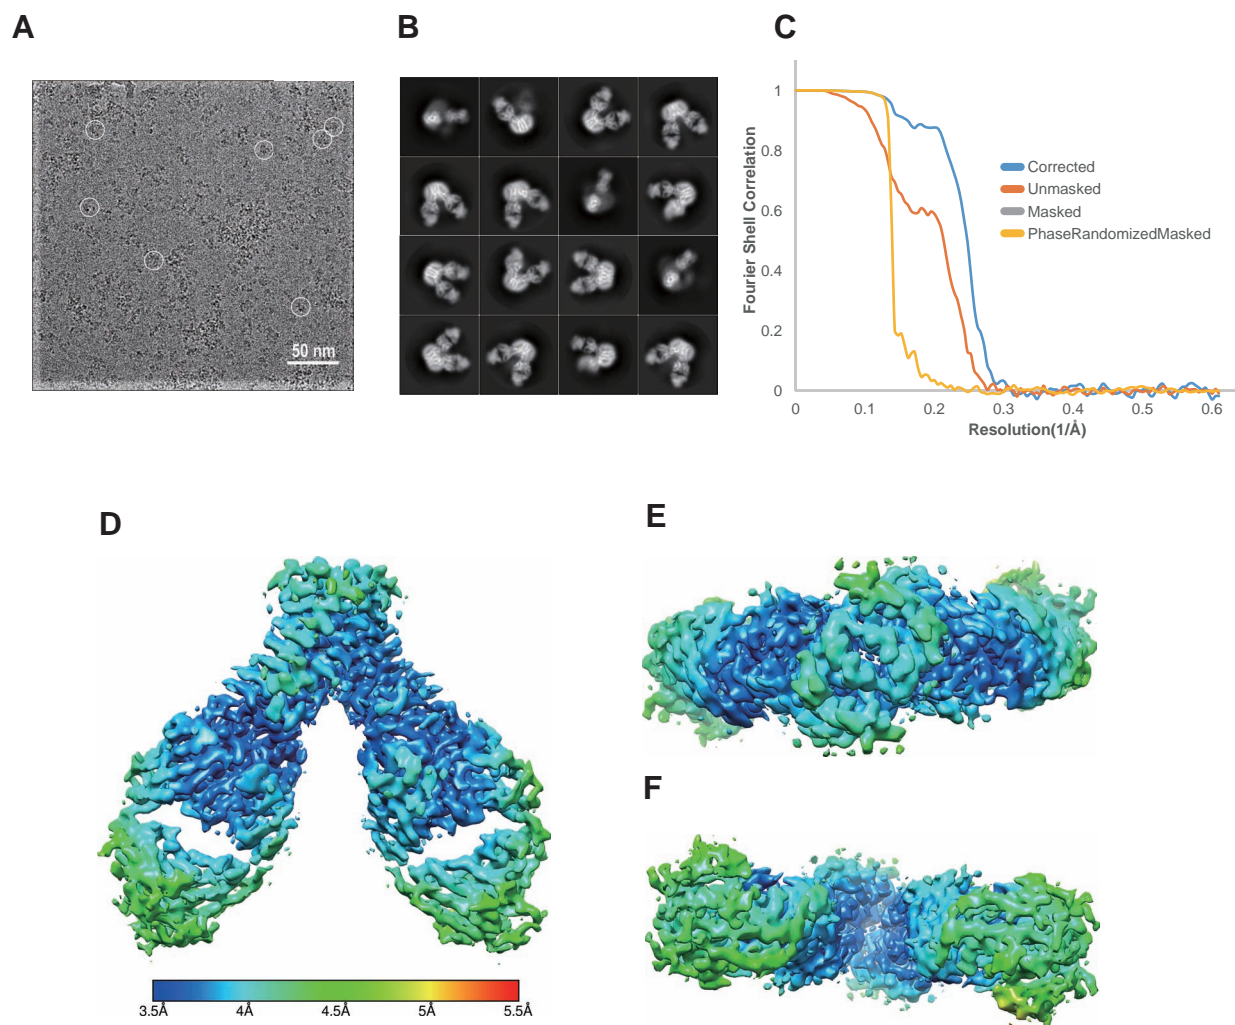 A
B
C
50 nm
Fourier Shell Correlation
1
0.8
0.6
0.4
0.2
0
0
0.1
0.2
0.3
0.4
0.5
0.6
Resolution(1/Å)
Corrected
Unmasked
Masked
PhaseRandomizedMasked
D
E
F
3.5Å
4Å
4.5Å
5Å
5.5Å